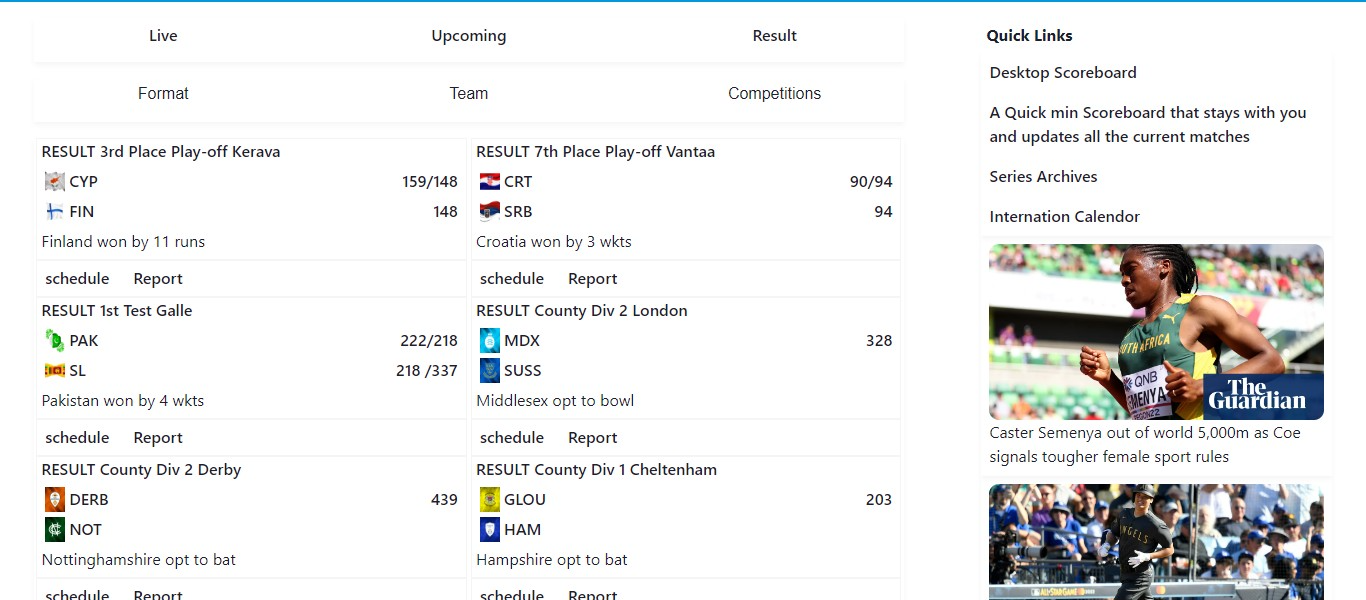 Live Upcoming Result
Format Team Competitions
RESULT 3rd Place Play-off Kerava
CYP 159/148
FIN 148
Finland won by 11 runs
schedule Report
RESULT 7th Place Play-off Vantaa
CRT 90/94
SRB 94
Croatia won by 3 wkts
schedule Report
RESULT 1st Test Galle
PAK 222/218
SL 218 /337
Pakistan won by 4 wkts
schedule Report
RESULT County Div 2 London
MDX 328
SUSS
Middlesex opt to bowl
schedule Report
RESULT County Div 2 Derby
DERB 439
NOT
Nottinghamshire opt to bat
schedule Report
RESULT County Div 1 Cheltenham
GLOU 203
HAM
Hampshire opt to bat
schedule Report
Quick Links
Desktop Scoreboard
A Quick min Scoreboard that stays with you
and updates all the current matches
Series Archives
Internation Calendor
SOUTH AFRICA
QNB
EMENYA
The
Guardian
Caster Semenya out of world 5,000m as Coe
signals tougher female sport rules
ANGELS
ALL-STAR GAME